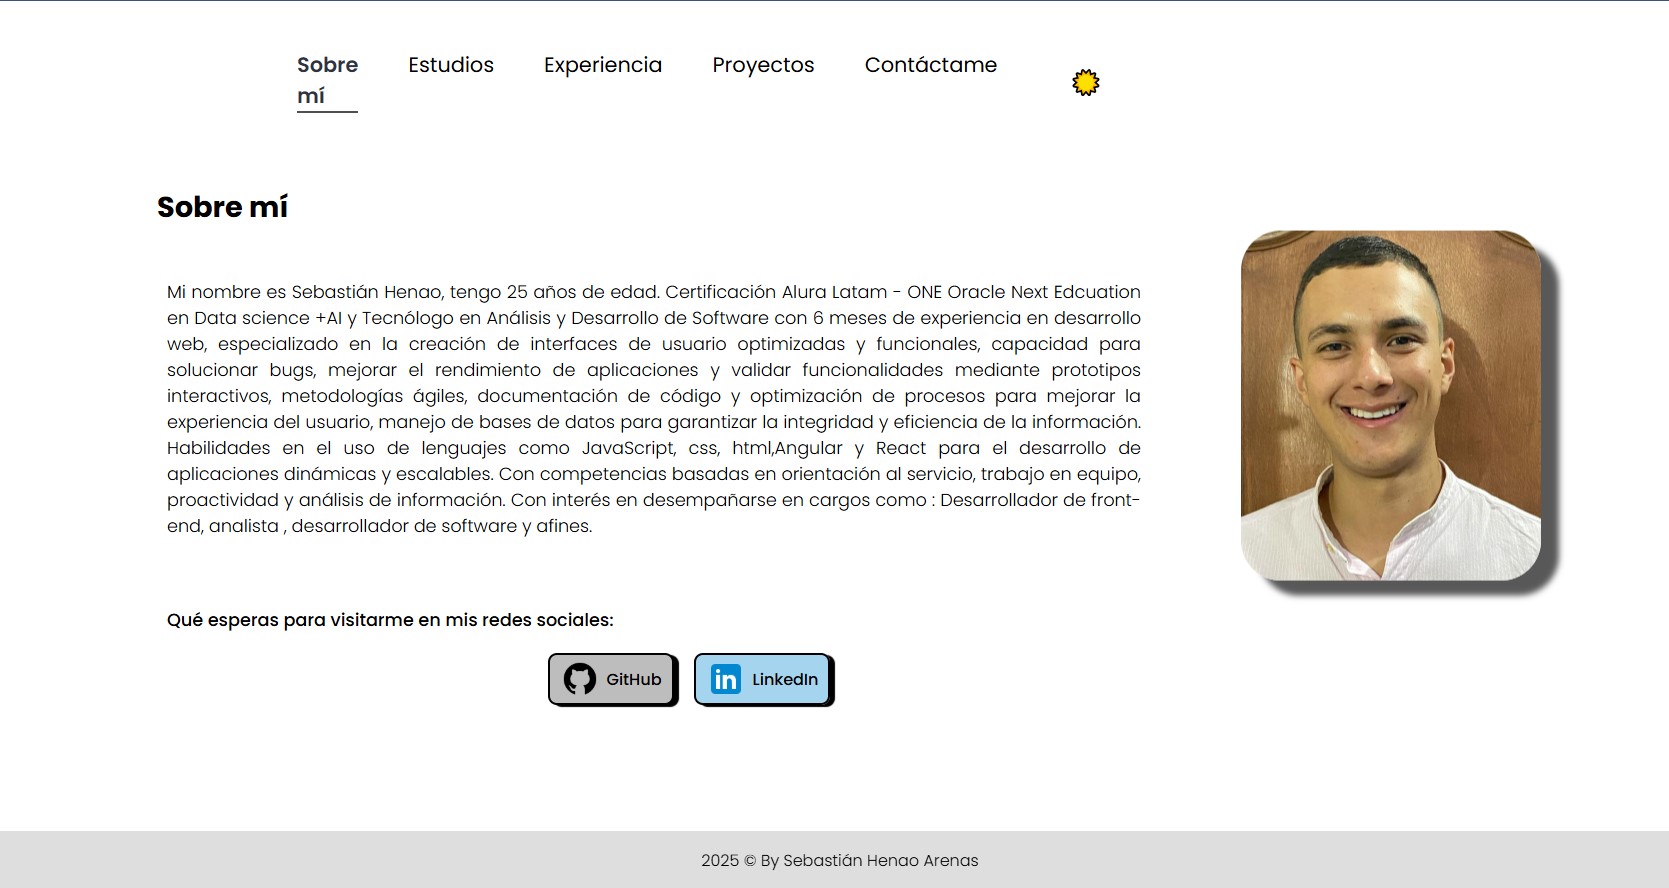 Sobre
mí
Estudios
Experiencia
Proyectos
Contáctame
Sobre mí
Mi nombre es Sebastián Henao, tengo 25 años de edad. Certificación Alura Latam - ONE Oracle Next Edcuation
en Data science +AI y Tecnólogo en Análisis y Desarrollo de Software con 6 meses de experiencia en desarrollo
web, especializado en la creación de interfaces de usuario optimizadas y funcionales, capacidad para
solucionar bugs, mejorar el rendimiento de aplicaciones y validar funcionalidades mediante prototipos
interactivos, metodologías ágiles, documentación de código y optimización de procesos para mejorar la
experiencia del usuario, manejo de bases de datos para garantizar la integridad y eficiencia de la información.
Habilidades en el uso de lenguajes como JavaScript, css, html,Angular y React para el desarrollo de
aplicaciones dinámicas y escalables. Con competencias basadas en orientación al servicio, trabajo en equipo,
proactividad y análisis de información. Con interés en desempañarse en cargos como : Desarrollador de front-
end, analista , desarrollador de software y afines.
Qué esperas para visitarme en mis redes sociales:
GitHub
in LinkedIn
2025 © By Sebastián Henao Arenas